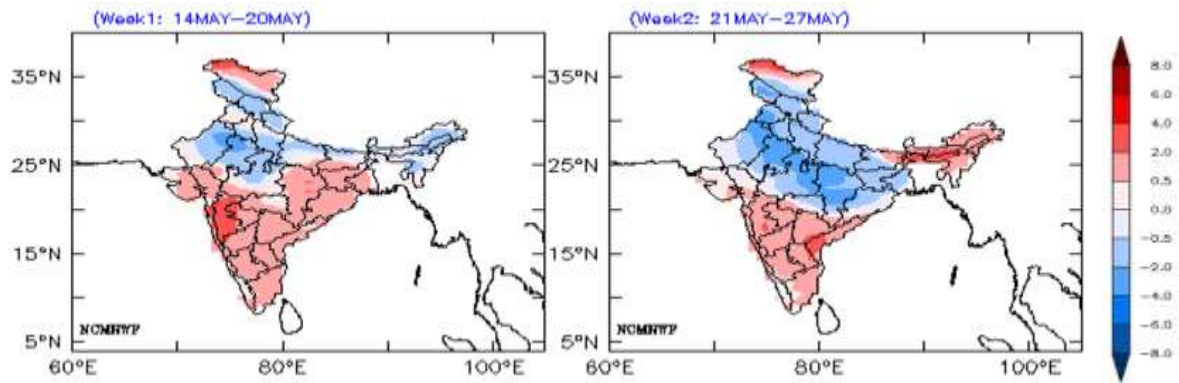 (Week1: 14MAY-20MAY)
(Week2: 21MAY-27MAY)
35°N
25°N
15°N
5°N
NCMRWF
60°E
80°E
100°E
35°N
25°N
15°N
5°N
NCMRWF
60°E
80°E
100°E
8.0
6.0
4.0
2.0
0.5
0.0
-0.5
-2.0
-4.0
-6.0
-8.0